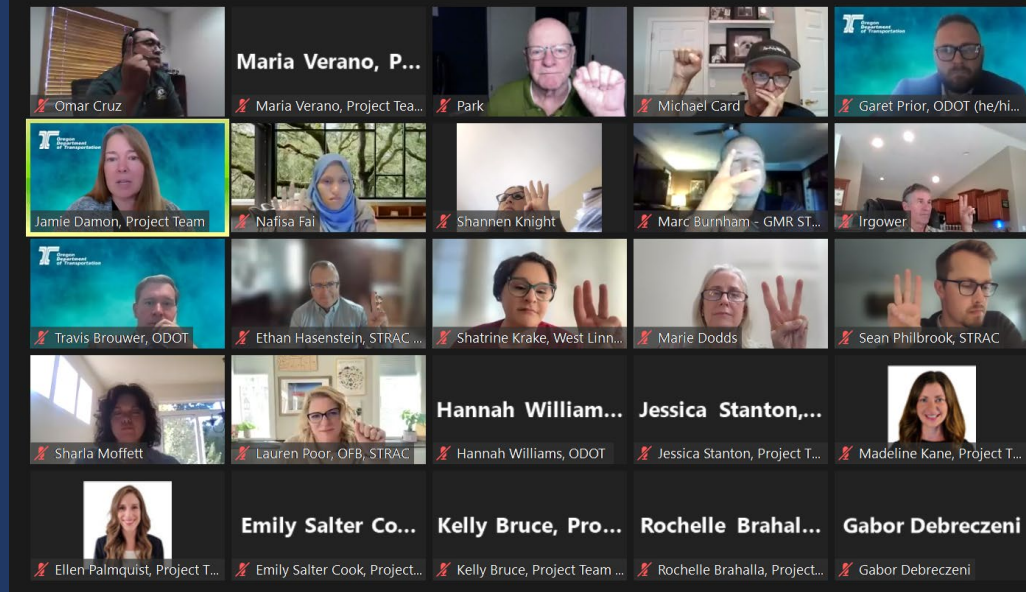 Omar Cruz
Maria Verano, P...
Maria Verano, Project Tea...
Park
Michael Card
Oregon
Department
of Transportation
Garet Prior, ODOT (he/hi...
Oregon
Department
of Transportation
Jamie Damon, Project Team
Nafisa Fai
Shannen Knight
Marc Burnham - GMR ST...
lrgower
Oregon
Department
of Transportation
Travis Brouwer, ODOT
Ethan Hasenstein, STRAC ...
Shatrine Krake, West Linn...
Marie Dodds
Sean Philbrook, STRAC
Sharla Moffett
Lauren Poor, OFB, STRAC
Hannah William...
Hannah Williams, ODOT
Jessica Stanton,...
Jessica Stanton, Project T...
Madeline Kane, Project T...
Ellen Palmquist, Project T...
Emily Salter Co...
Emily Salter Cook, Project...
Kelly Bruce, Pro...
Kelly Bruce, Project Team ...
Rochelle Brahal...
Rochelle Brahalla, Project...
Gabor Debreczeni
Gabor Debreczeni